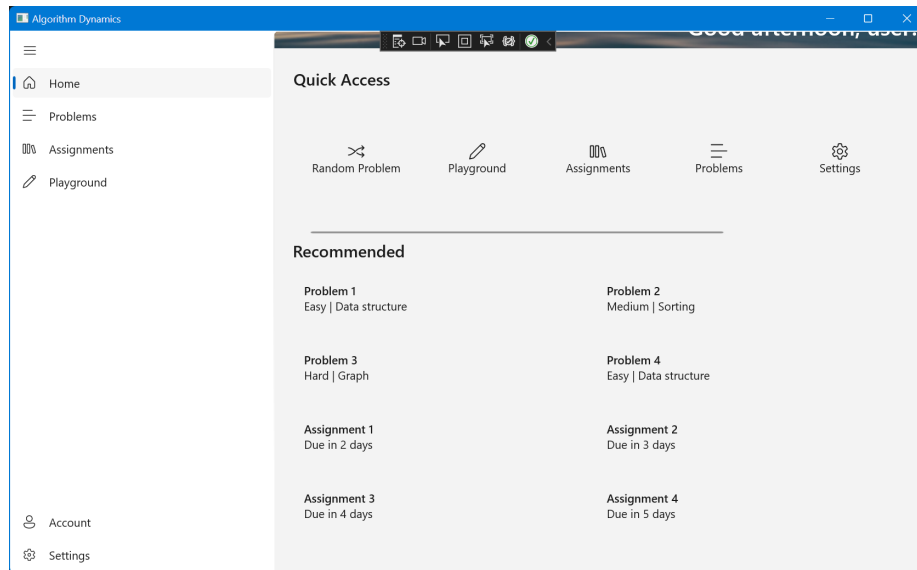 Algorithm Dynamics
Good afternoon, user!
Home
Problems
Assignments
Playground
Account
Settings
Quick Access
Random Problem
Playground
Assignments
Problems
Settings
Recommended
Problem 1
Easy | Data structure
Problem 2
Medium | Sorting
Problem 3
Hard | Graph
Problem 4
Easy | Data structure
Assignment 1
Due in 2 days
Assignment 2
Due in 3 days
Assignment 3
Due in 4 days
Assignment 4
Due in 5 days